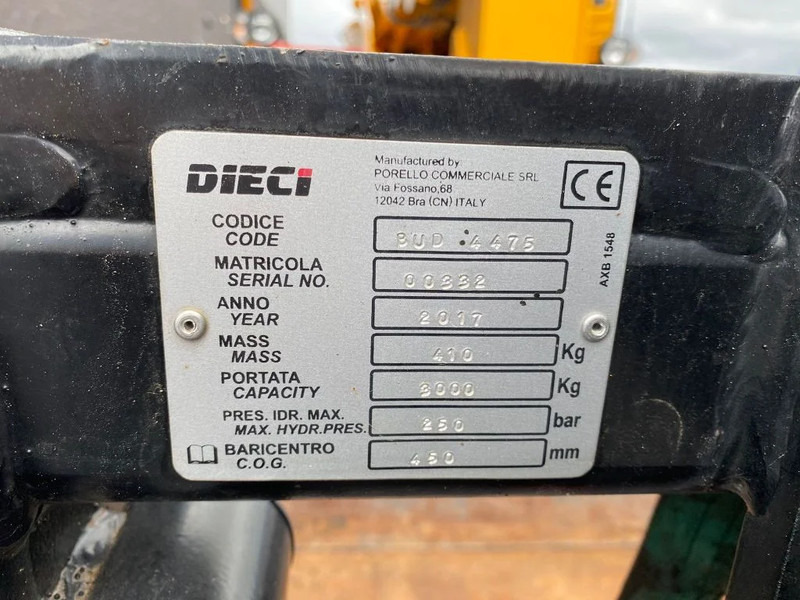 DIECI
Manufactured by
PORELLO COMMERCIALE SRL
Via Fossano,68
12042 Bra (CN) ITALY
CE
CODICE
CODE
BUD 4475
MATRICOLA
SERIAL NO.
00332
ANNO
YEAR
2017
MASS
MASS
410 Kg
PORTATA
CAPACITY
3000 Kg
PRES. IDR. MAX.
MAX. HYDR.PRES.
250 bar
BARICENTRO
C.O.G.
450 mm
AXB 1548